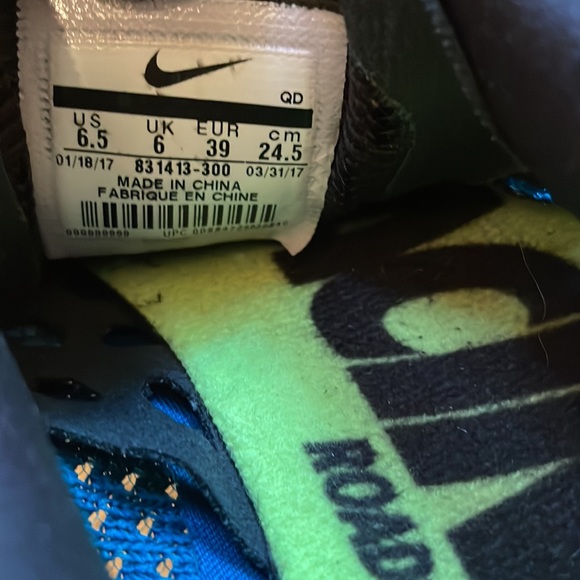 QD
US UK EUR cm
6.5 6 39 24.5
01/18/17 831413-300 03/31/17
MADE IN CHINA
FABRIQUE EN CHINE
UPC
ROAD